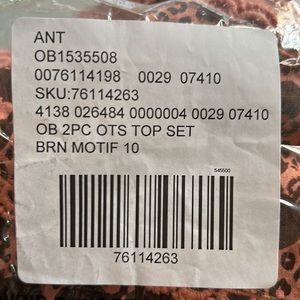 ANT
OB1535508
0076114198 0029 07410
SKU:76114263
4138 026484 0000004 0029 07410
OB 2PC OTS TOP SET
BRN MOTIF 10
545500
76114263